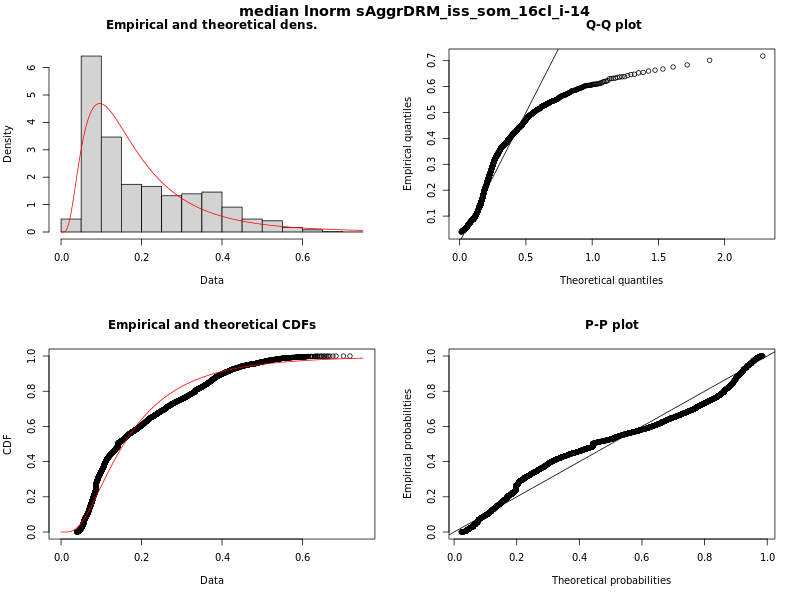 median lnorm sAggrDRM_iss_som_16cl_i-14
Empirical and theoretical dens.
Density
0 1 2 3 4 5 6
0.0 0.2 0.4 0.6
Data
Q-Q plot
Empirical quantiles
0.1 0.2 0.3 0.4 0.5 0.6 0.7
0.0 0.5 1.0 1.5 2.0
Theoretical quantiles
Empirical and theoretical CDFs
CDF
0.0 0.2 0.4 0.6 0.8 1.0
0.0 0.2 0.4 0.6
Data
P-P plot
Empirical probabilities
0.0 0.2 0.4 0.6 0.8 1.0
0.0 0.2 0.4 0.6 0.8 1.0
Theoretical probabilities